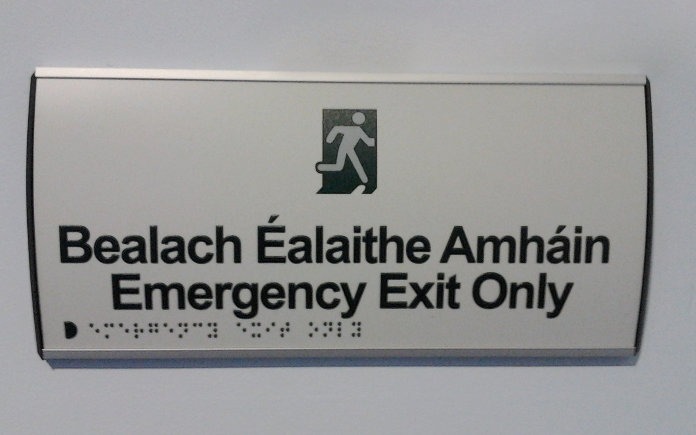 Bealach Éalaithe Amháin
Emergency Exit Only
⠑⠍⠑⠗⠛⠑⠝⠉⠽ ⠑⠭⠊⠞ ⠕⠝⠇⠽